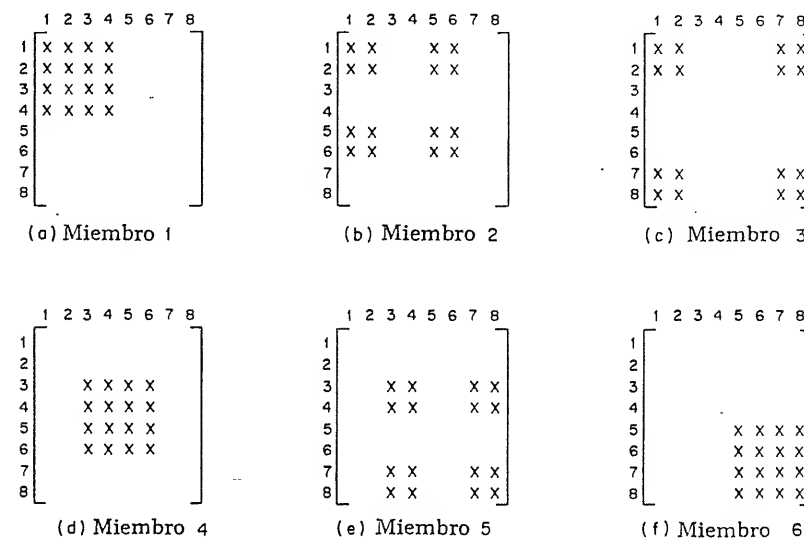 1 2 3 4 5 6 7 8
1 X X X X
2 X X X X
3 X X X X
4 X X X X
5
6
7
8
(a) Miembro 1
1 2 3 4 5 6 7 8
1 X X X X
2 X X X X
3
4
5 X X X X
6 X X X X
7
8
(b) Miembro 2
1 2 3 4 5 6 7 8
1 X X X X
2 X X X X
3
4
5
6
7 X X X X
8 X X X X
(c) Miembro 3
1 2 3 4 5 6 7 8
1
2
3 X X X X
4 X X X X
5 X X X X
6 X X X X
7
8
(d) Miembro 4
1 2 3 4 5 6 7 8
1
2
3 X X X X
4 X X X X
5
6
7 X X X X
8 X X X X
(e) Miembro 5
1 2 3 4 5 6 7 8
1
2
3
4
5 X X X X
6 X X X X
7 X X X X
8 X X X X
(f) Miembro 6